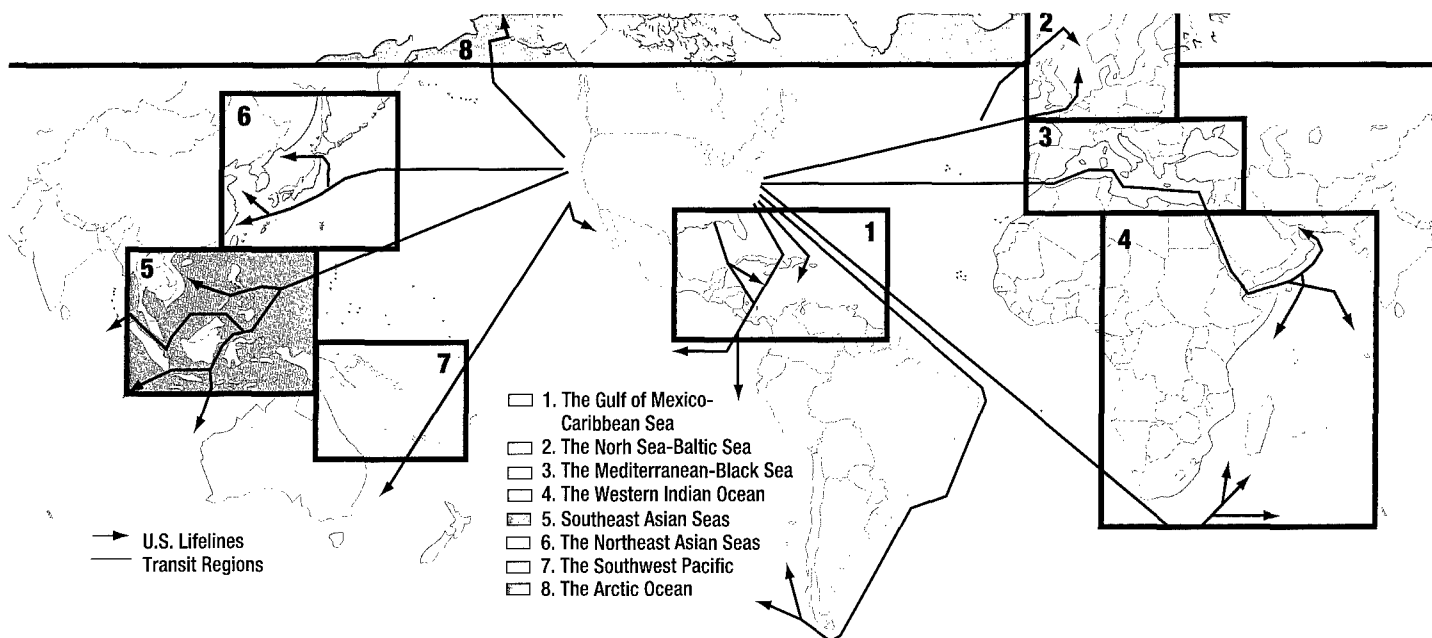 2
8
6
3
1
4
5
7
1. The Gulf of Mexico-
Caribbean Sea
2. The Norh Sea-Baltic Sea
3. The Mediterranean-Black Sea
4. The Western Indian Ocean
5. Southeast Asian Seas
6. The Northeast Asian Seas
7. The Southwest Pacific
8. The Arctic Ocean
U.S. Lifelines
Transit Regions